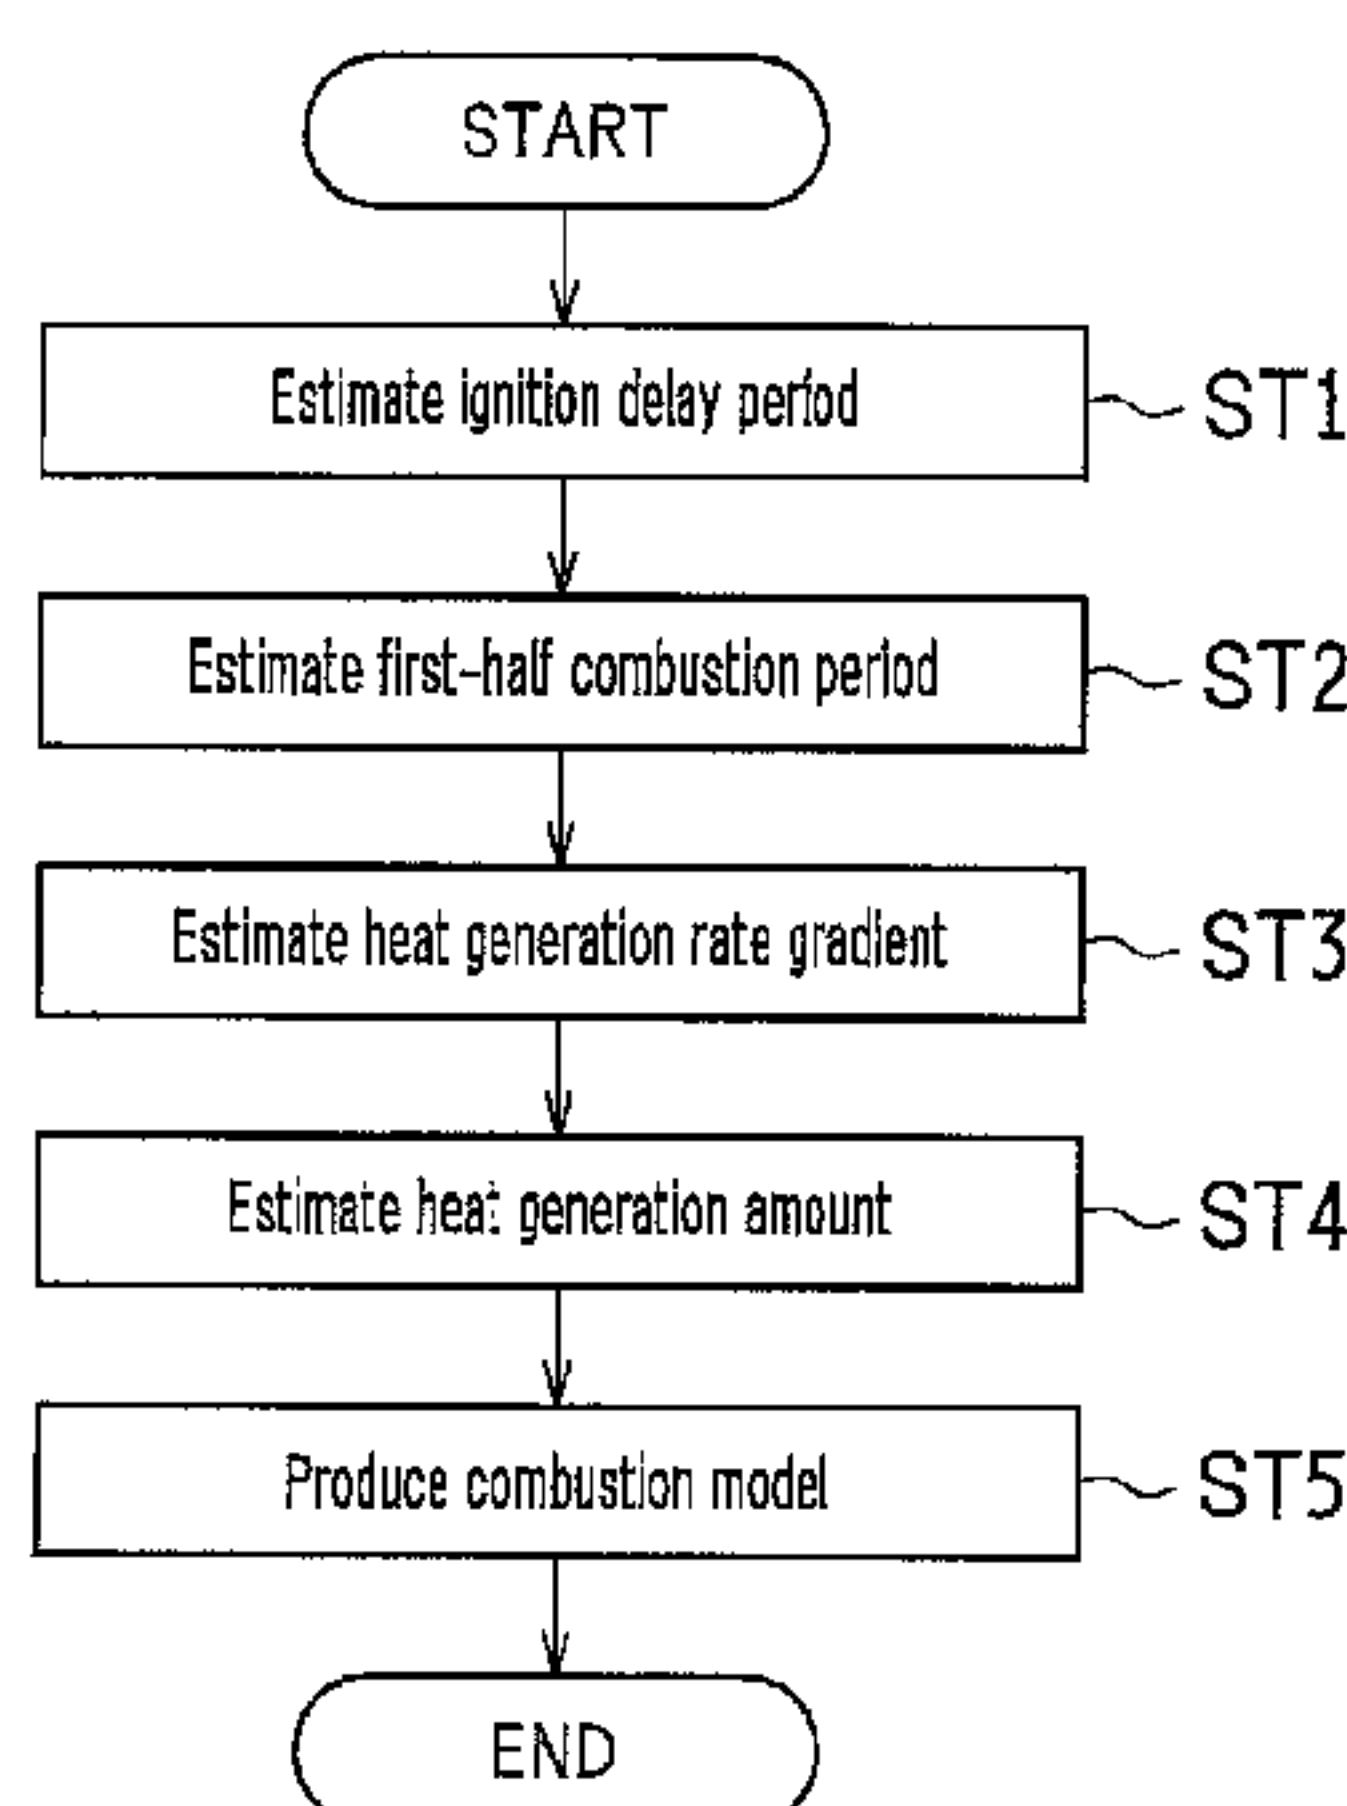 START
Estimate ignition delay period
ST1
Estimate first-half combustion period
ST2
Estimate heat generation rate gradient
ST3
Estimate heat generation amount
ST4
Produce combustion model
ST5
END